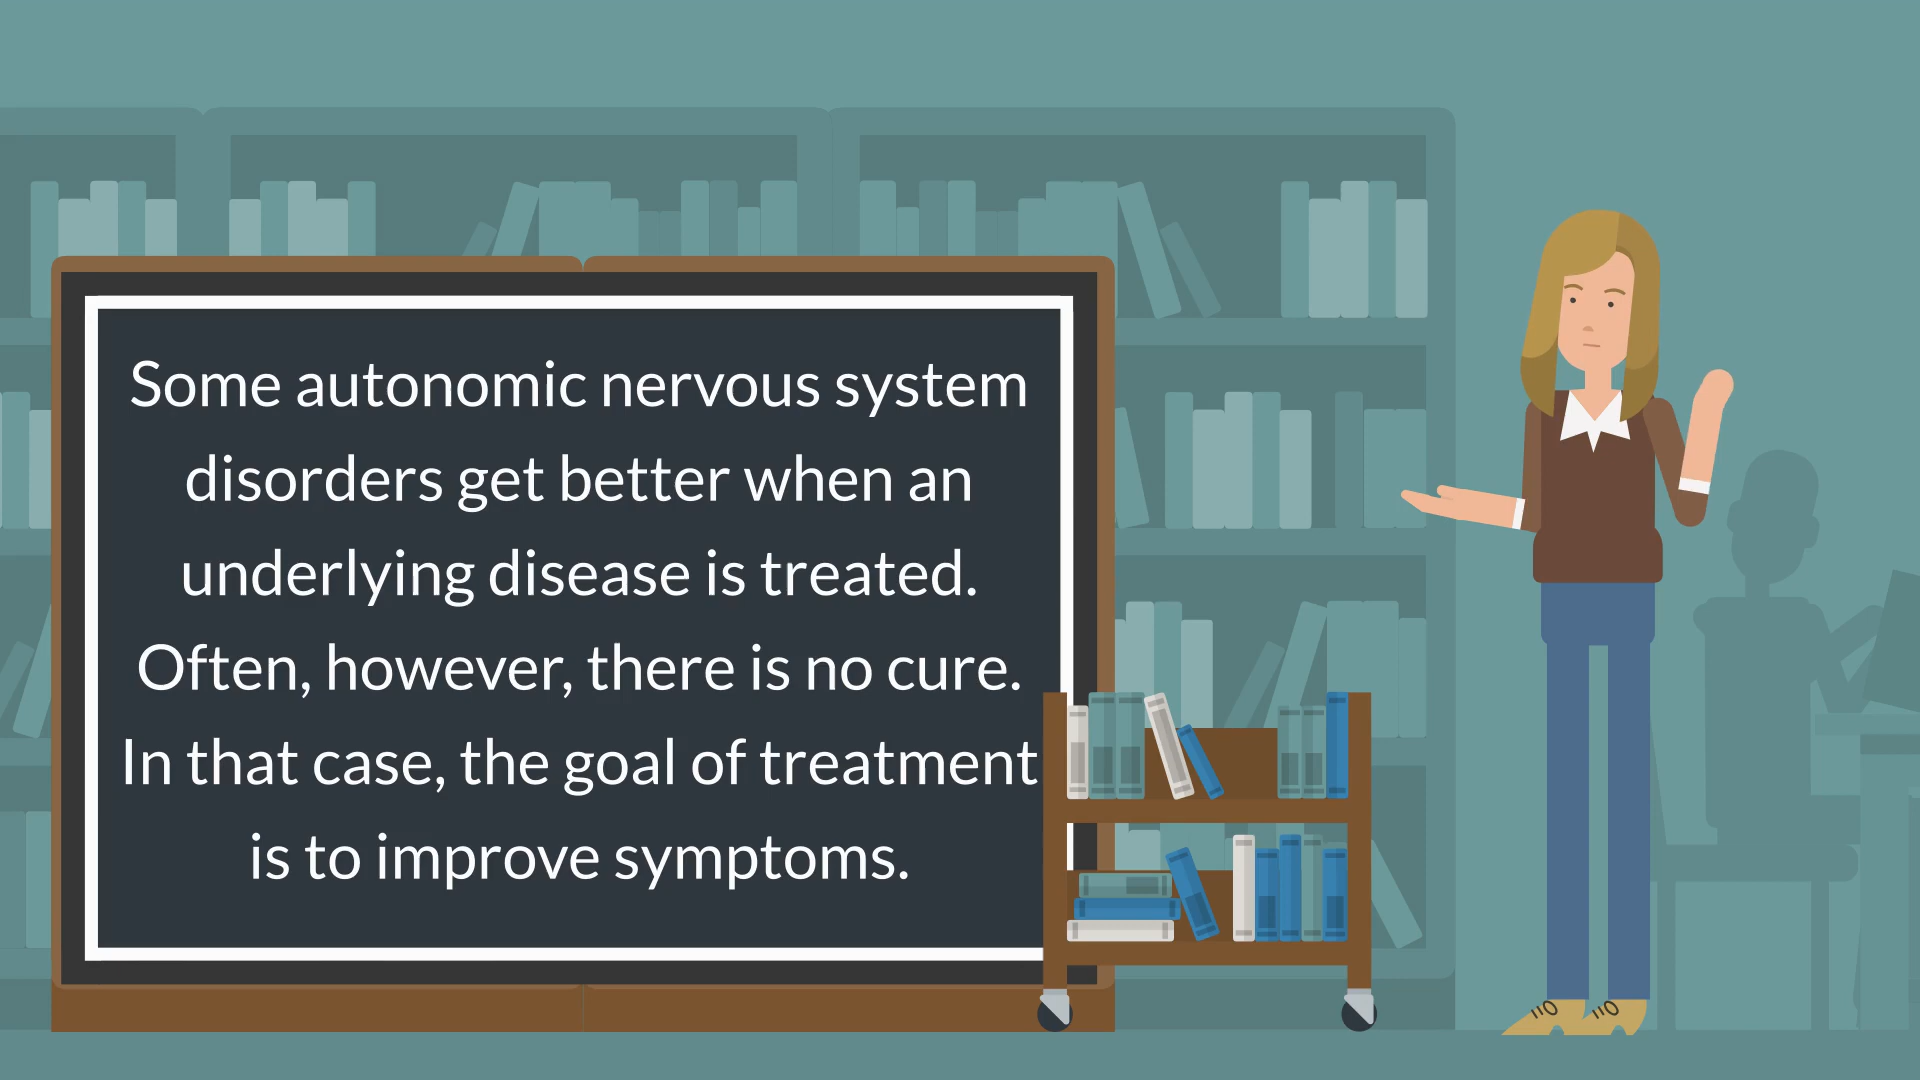 Some autonomic nervous system
disorders get better when an
underlying disease is treated.
Often, however, there is no cure.
In that case, the goal of treatment
is to improve symptoms.